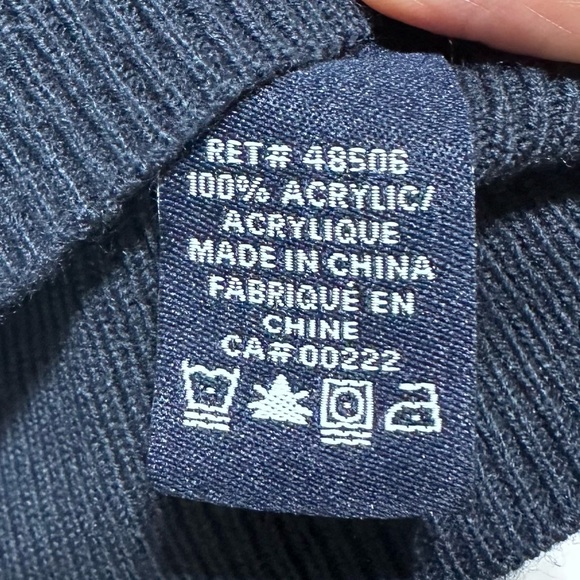 RET# 48506
100% ACRYLIC/
ACRYLIQUE
MADE IN CHINA
FABRIQUÉ EN
CHINE
CA#00222